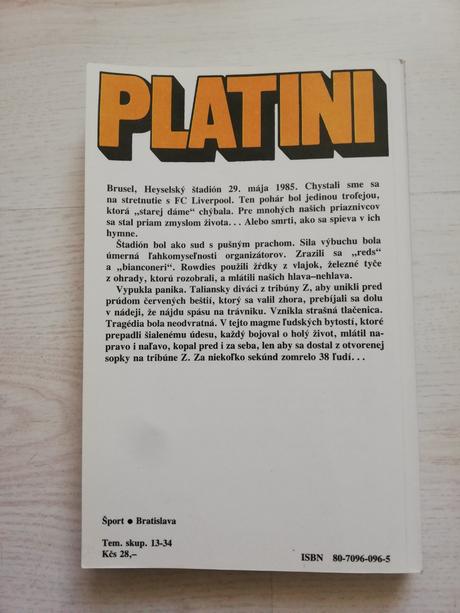 PLATINI
Brusel, Heyselský štadión 29. mája 1985. Chystali sme sa
na stretnutie s FC Liverpool. Ten pohár bol jedinou trofejou,
ktorá „starej dáme“ chýbala. Pre mnohých našich priaznivcov
sa stal priam zmyslom života... Alebo smrti, ako sa spieva v ich
hymne.
Štadión bol ako sud s pušným prachom. Sila výbuchu bola
úmerná ľahkomyseľnosti organizátorov. Zrazili sa „reds“
a „bianconeri“. Rowdies použili žŕdky z vlajok, železné tyče
z ohrady, ktorú rozobrali, a mlátili našich hlava-nehlava.
Vypukla panika. Taliansky diváci z tribúny Z, aby unikli pred
prúdom červených beštií, ktorý sa valil zhora, prebíjali sa dolu
v nádeji, že nájdu spásu na trávniku. Vznikla strašná tlačenica.
Tragédia bola neodvratná. V tejto magme ľudských bytostí, ktoré
prepadli šialenému údesu, každý bojoval o holý život, mlátil na-
pravo i naľavo, kopal pred i za seba, len aby sa dostal z otvorenej
sopky na tribúne Z. Za niekoľko sekúnd zomrelo 38 ľudí...
Šport ● Bratislava
Tem. skup. 13-34
Kčs 28,–
ISBN 80-7096-096-5